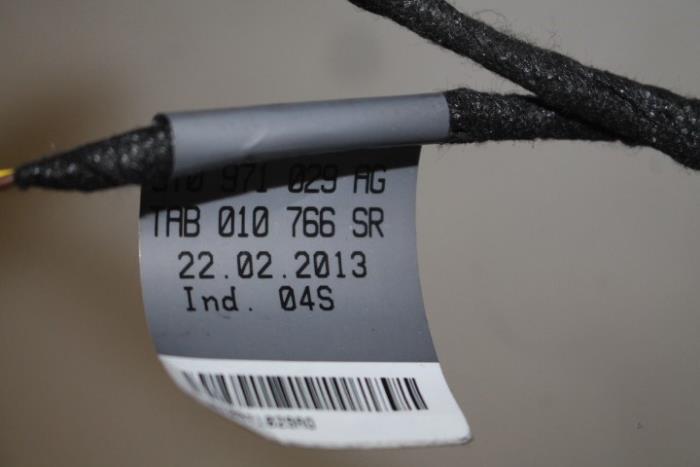 971 029 AG
TAB 010 766 SR
22.02.2013
Ind. 04S